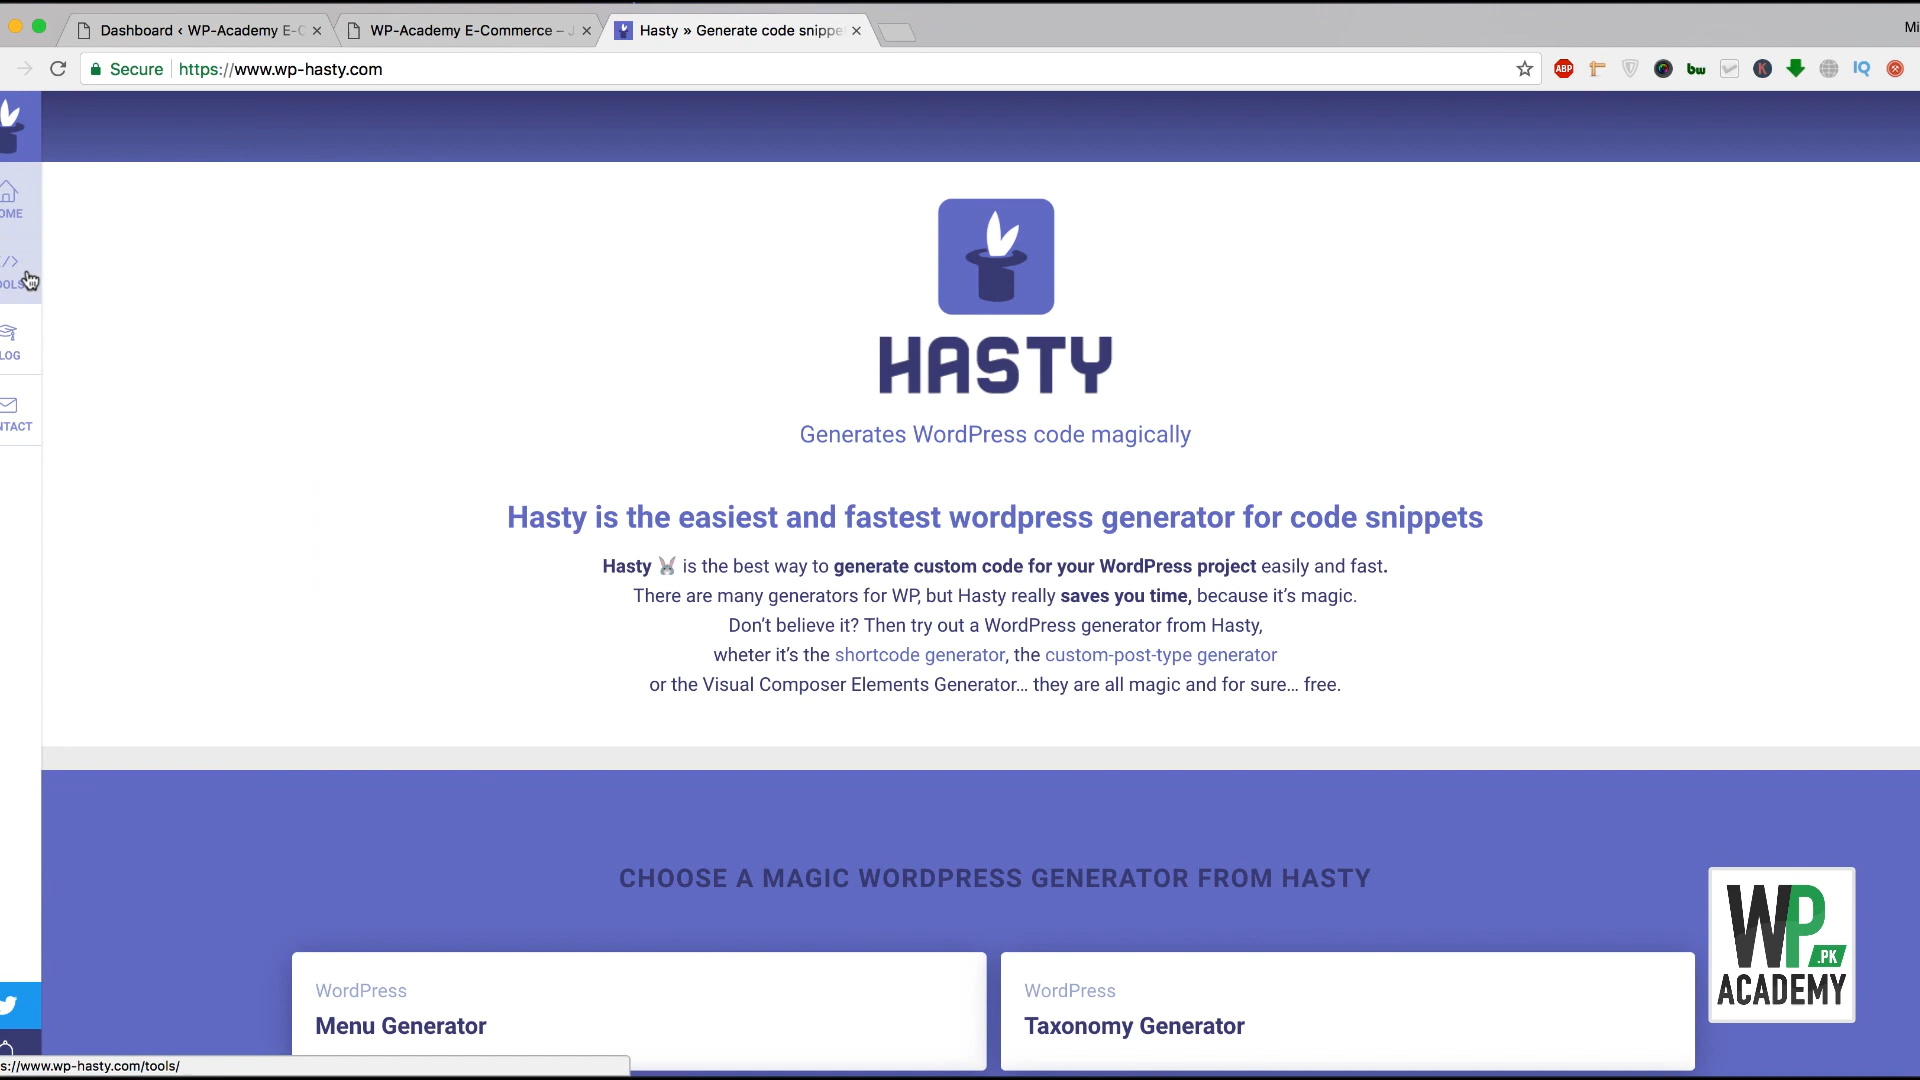 Mi
Dashboard ‹ WP-Academy E-C
WP-Academy E-Commerce – J
Hasty » Generate code snippe
Secure
https://www.wp-hasty.com
ABP
bw
K
IQ
OME
OOLS
LOG
NTACT
HASTY
Generates WordPress code magically
Hasty is the easiest and fastest wordpress generator for code snippets
Hasty 🐰 is the best way to generate custom code for your WordPress project easily and fast.
There are many generators for WP, but Hasty really saves you time, because it’s magic.
Don’t believe it? Then try out a WordPress generator from Hasty,
wheter it’s the shortcode generator, the custom-post-type generator
or the Visual Composer Elements Generator… they are all magic and for sure… free.
CHOOSE A MAGIC WORDPRESS GENERATOR FROM HASTY
WordPress
Menu Generator
WordPress
Taxonomy Generator
WP
.PK
ACADEMY
s://www.wp-hasty.com/tools/